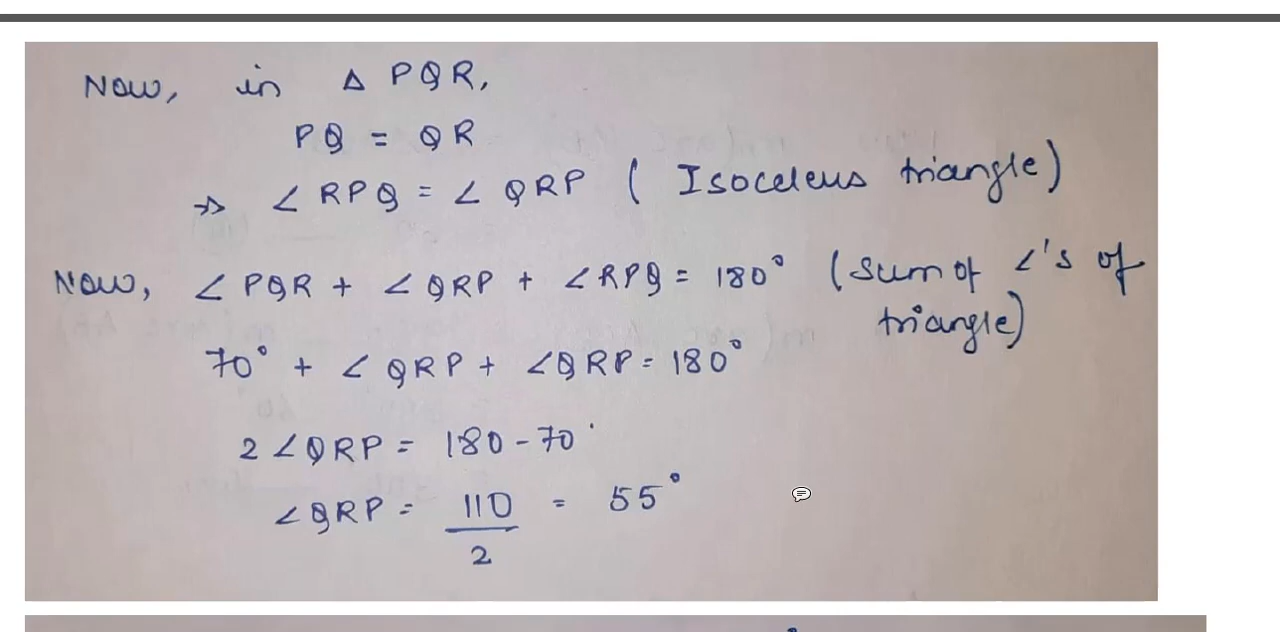 Now, in Δ PQR,
PQ = QR
⇒ ∠ RPQ = ∠ QRP ( Isoceleus triangle)
Now, ∠ PQR + ∠ QRP + ∠RPQ = 180° (sum of ∠'s of
triangle)
70° + ∠ QRP + ∠QRP = 180°
2 ∠QRP = 180 - 70°
∠QRP = 110/2 = 55°